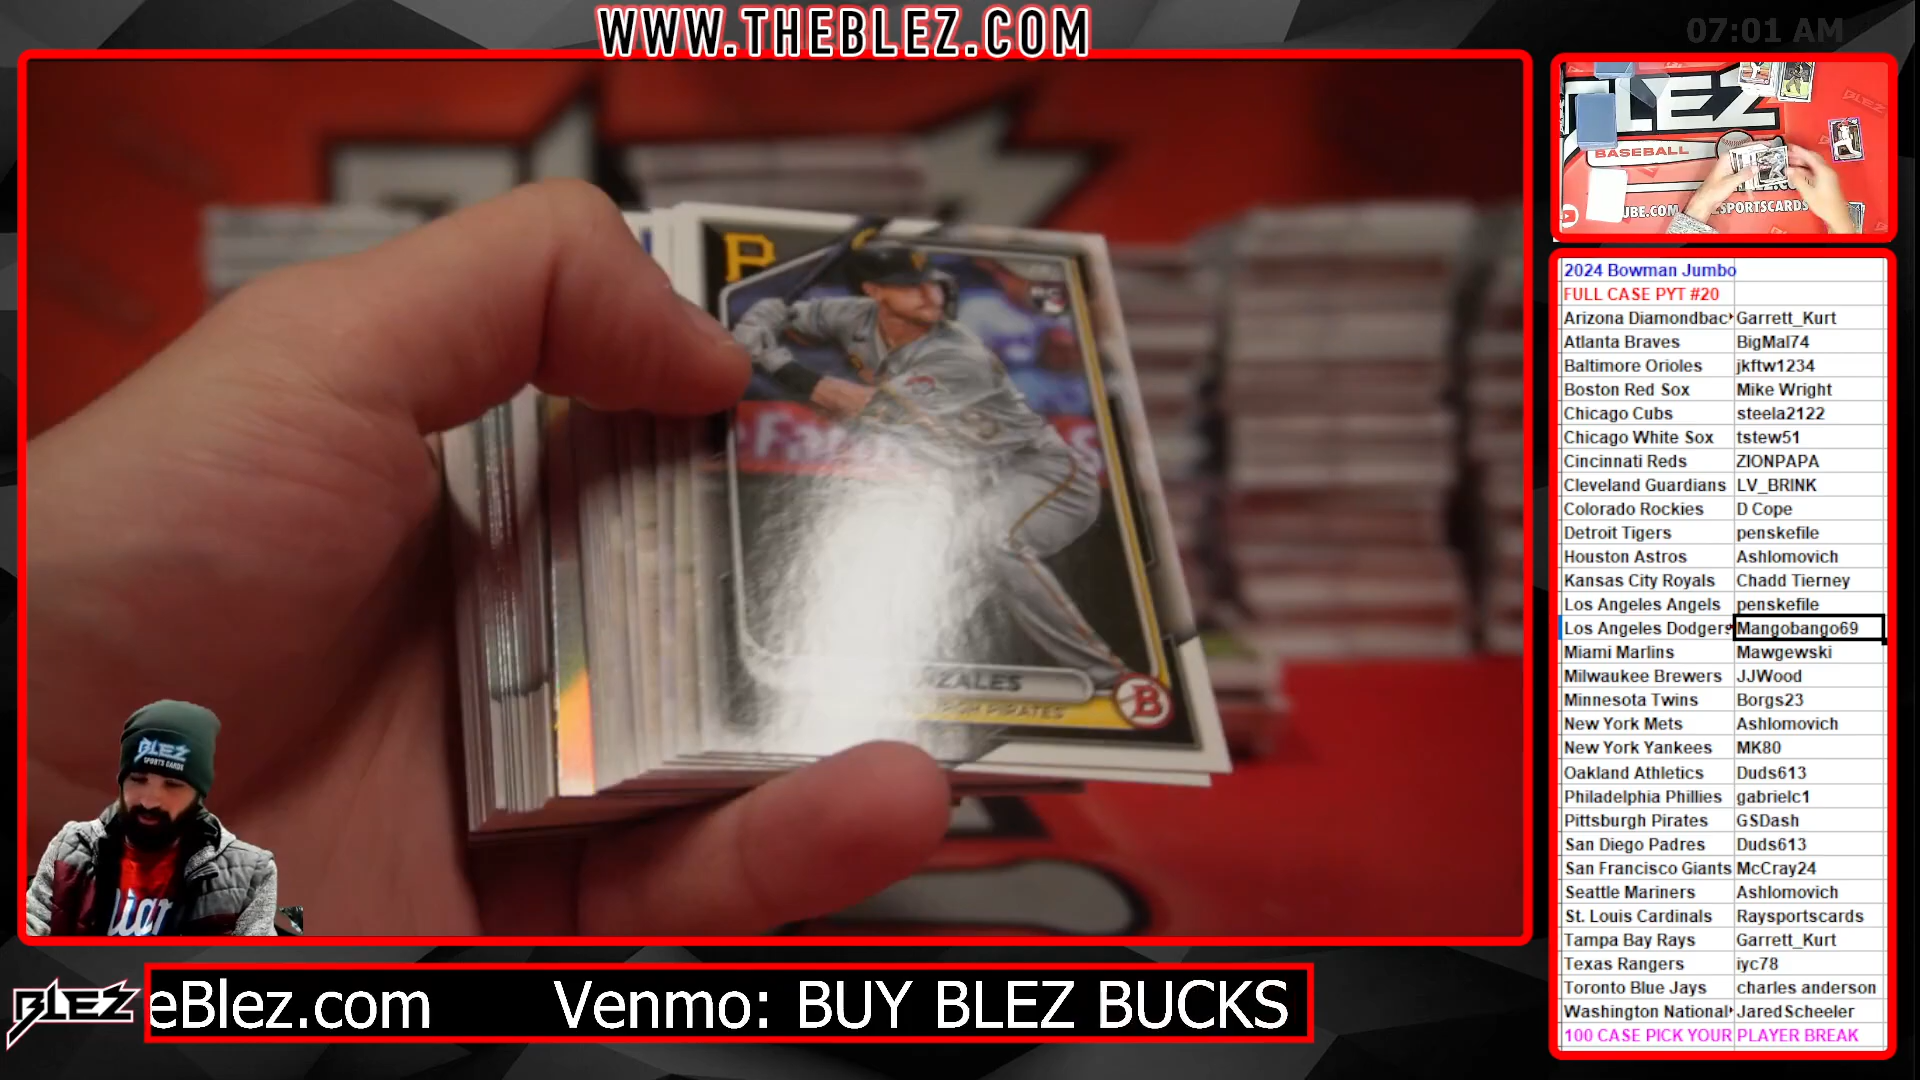 WWW.THEBLEZ.COM
07:01 AM
P
RC
NZALES
PIRATES
B
BLEZ
SPORTS CARDS
BLEZ
BASEBALL
UBE.COM
SPORTSCARDS
2024 Bowman Jumbo
FULL CASE PYT #20
Arizona Diamondbac Garrett_Kurt
Atlanta Braves BigMal74
Baltimore Orioles jkftw1234
Boston Red Sox Mike Wright
Chicago Cubs steela2122
Chicago White Sox tstew51
Cincinnati Reds ZIONPAPA
Cleveland Guardians LV_BRINK
Colorado Rockies D Cope
Detroit Tigers penskefile
Houston Astros Ashlomovich
Kansas City Royals Chadd Tierney
Los Angeles Angels penskefile
Los Angeles Dodgers Mangobango69
Miami Marlins Mawgewski
Milwaukee Brewers JJWood
Minnesota Twins Borgs23
New York Mets Ashlomovich
New York Yankees MK80
Oakland Athletics Duds613
Philadelphia Phillies gabrielc1
Pittsburgh Pirates GSDash
San Diego Padres Duds613
San Francisco Giants McCray24
Seattle Mariners Ashlomovich
St. Louis Cardinals Raysportscards
Tampa Bay Rays Garrett_Kurt
Texas Rangers iyc78
Toronto Blue Jays charles anderson
Washington National JaredScheeler
100 CASE PICK YOUR PLAYER BREAK
BLEZ
eBlez.com Venmo: BUY BLEZ BUCKS